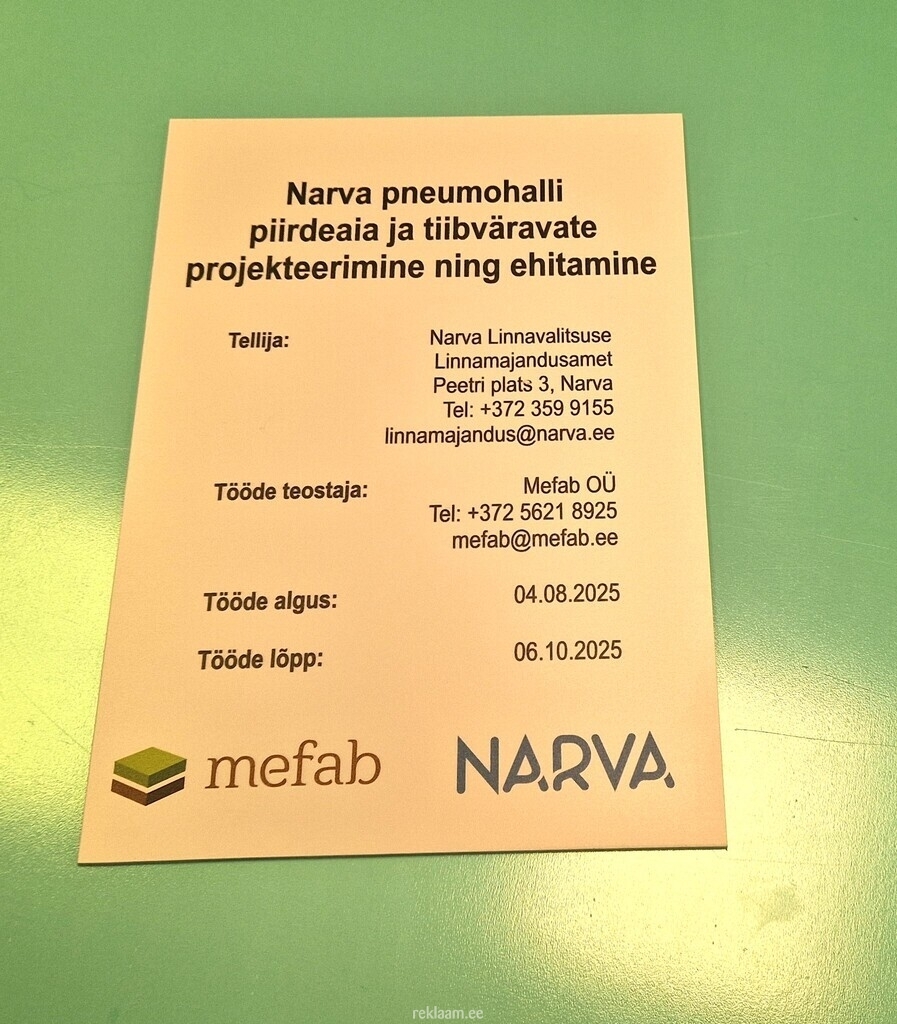 Narva pneumohalli
piirdeaia ja tiibväravate
projekteerimine ning ehitamine
Tellija: Narva Linnavalitsuse
Linnamajandusamet
Peetri plats 3, Narva
Tel: +372 359 9155
linnamajandus@narva.ee
Tööde teostaja: Mefab OÜ
Tel: +372 5621 8925
mefab@mefab.ee
Tööde algus: 04.08.2025
Tööde lõpp: 06.10.2025
mefab NARVA
reklaam.ee